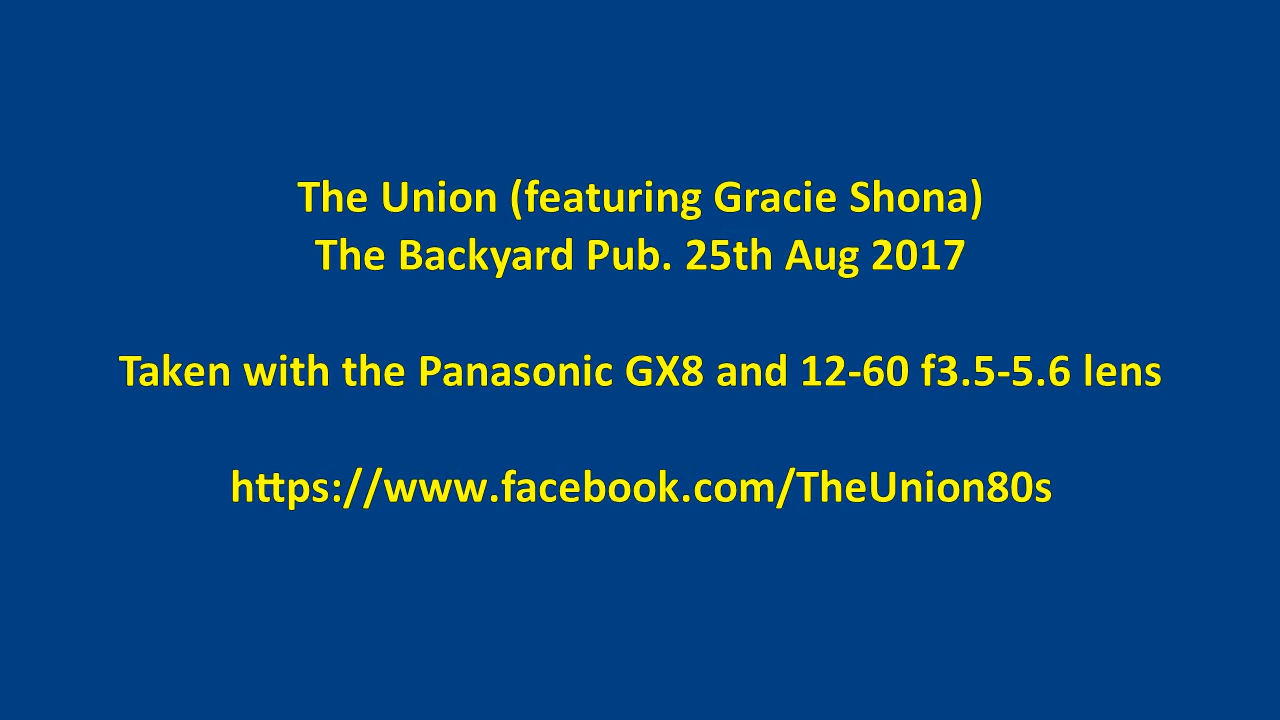 The Union (featuring Gracie Shona)
The Backyard Pub. 25th Aug 2017
Taken with the Panasonic GX8 and 12-60 f3.5-5.6 lens
https://www.facebook.com/TheUnion80s